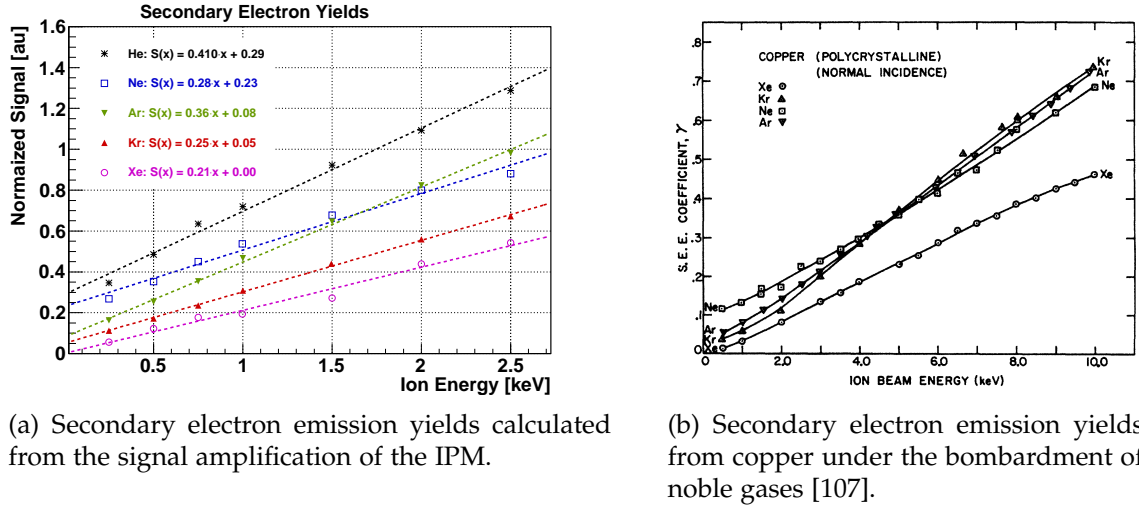 Secondary Electron Yields
Normaized Signal [au]
1.6
1.4
1.2
1
0.8
0.6
0.4
0.2
0
He: S(x) = 0.410·x + 0.29
Ne: S(x) = 0.28·x + 0.23
Ar: S(x) = 0.36·x + 0.08
Kr: S(x) = 0.25·x + 0.05
Xe: S(x) = 0.21·x + 0.00
0.5 1 1.5 2 2.5
Ion Energy [keV]
(a) Secondary electron emission yields calculated
from the signal amplification of the IPM.
S.E.E. COEFFICIENT, γ
.8
.7
.6
.5
.4
.3
.2
.1
0
COPPER (POLYCRYSTALLINE)
(NORMAL INCIDENCE)
Xe
Kr
Ne
Ar
Kr
Ar
Ne
Xe
Ne
Ar
Kr
Xe
0 2.0 4.0 6.0 8.0 10.0
ION BEAM ENERGY (keV)
(b) Secondary electron emission yields
from copper under the bombardment of
noble gases [107].